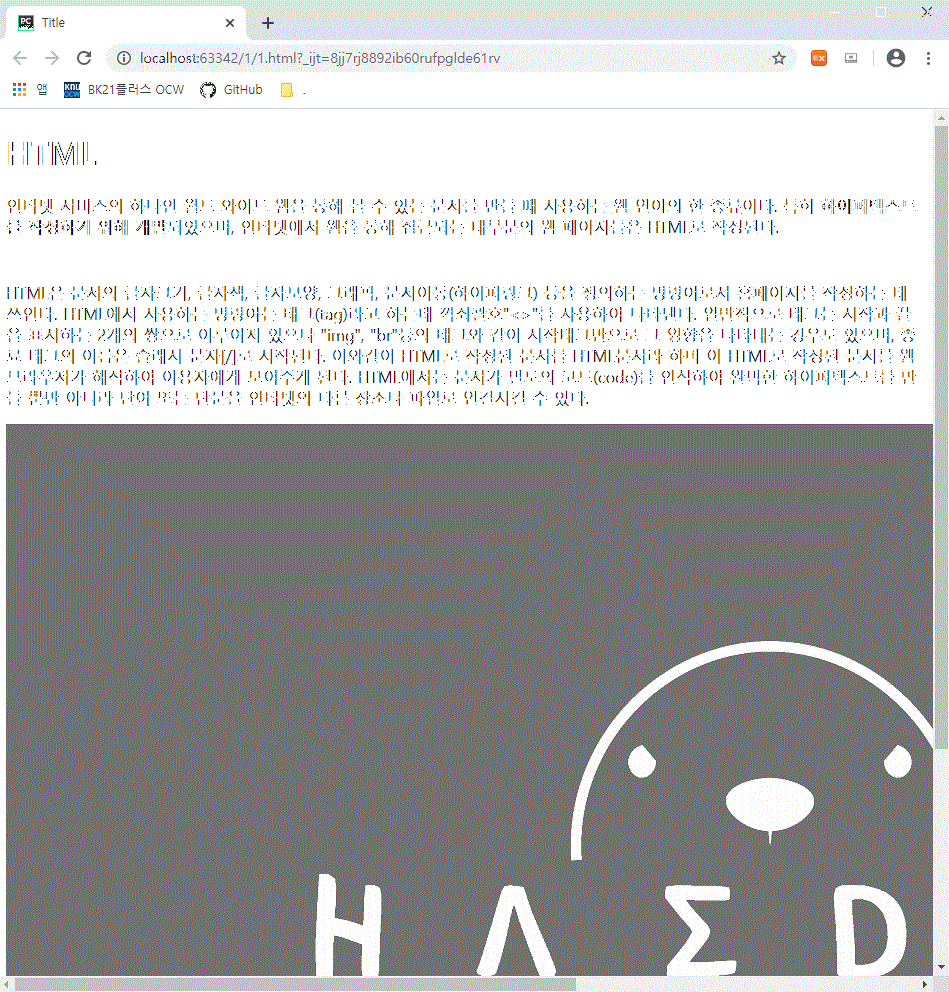 Title
localhost:63342/1/1.html?_ijt=8jj7rj8892ib60rufpglde61rv
앱 KNU OCW BK21플러스 OCW GitHub .
HTML
인터넷 서비스의 하나인 월드 와이드 웹을 통해 볼 수 있는 문서를 만들 때 사용하는 웹 언어의 한 종류이다. 특히 하이퍼텍스트
를 작성하기 위해 개발되었으며, 인터넷에서 웹을 통해 접근되는 대부분의 웹 페이지들은 HTML로 작성된다.
HTML은 문서의 글자크기, 글자색, 글자모양, 그래픽, 문서이동(하이퍼링크) 등을 정의하는 명령어로서 홈페이지를 작성하는 데
쓰인다. HTML에서 사용하는 명령어는 태그(tag)라고 하는데 꺽쇠괄호"<>"를 사용하여 나타낸다. 일반적으로 태그는 시작과 끝
을 표시하는 2개의 쌍으로 이루어져 있으나 "img", "br"등의 태그와 같이 시작태그만으로 그 영향을 나타내는 경우도 있으며, 종
료 태그의 이름은 슬래시 문자[/]로 시작된다. 이와같이 HTML로 작성된 문서를 HTML문서라 하며 이 HTML로 작성된 문서를 웹
브라우저가 해석하여 이용자에게 보여주게 된다. HTML에서는 문서가 별도의 코드(code)를 인식하여 완벽한 하이퍼텍스트를 만
들 뿐만 아니라 단어 또는 단문을 인터넷의 다른 장소나 파일로 연결시킬 수 있다.
HΛΣD